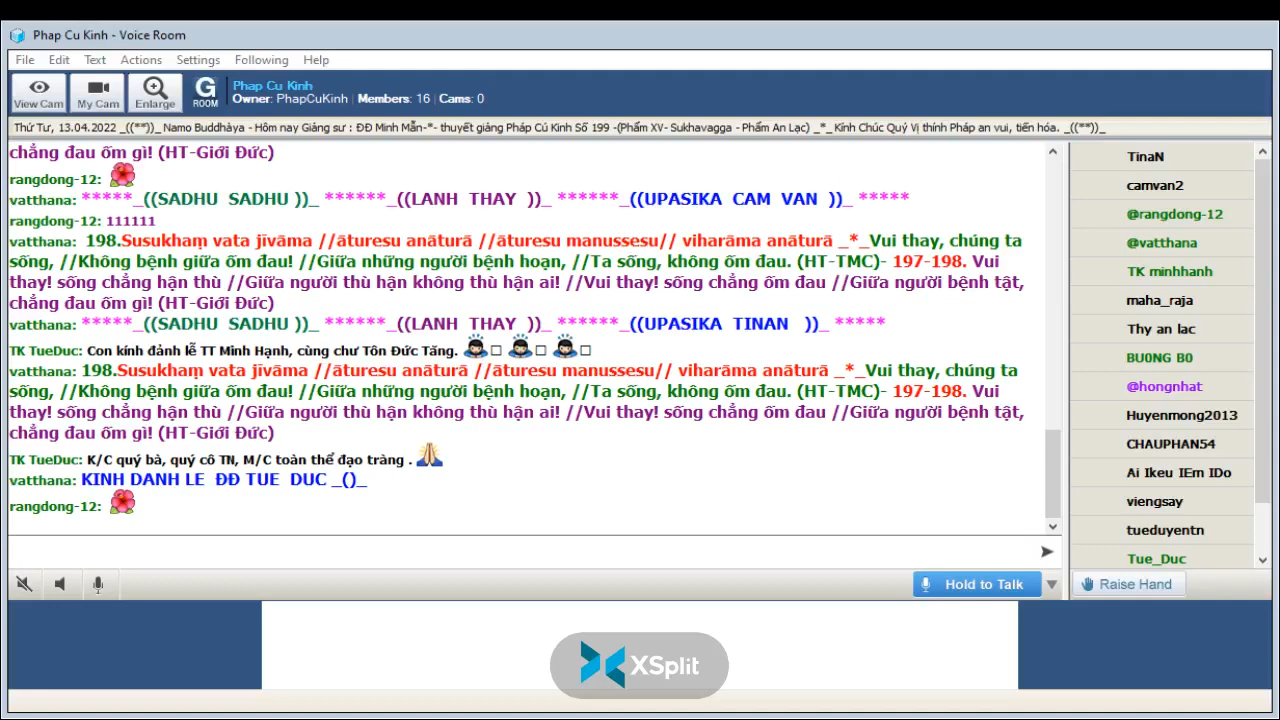 Phap Cu Kinh - Voice Room
File Edit Text Actions Settings Following Help
View Cam
My Cam
Enlarge
G
ROOM
Phap Cu Kinh
Owner: PhapCuKinh | Members: 16 | Cams: 0
Thứ Tư, 13.04.2022 _((**))_ Namo Buddhàya - Hôm nay Giảng sư : ĐĐ Minh Mẫn-*- thuyết giảng Pháp Cú Kinh Số 199 -(Phẩm XV- Sukhavagga - Phẩm An Lạc) _*_ Kính Chúc Quý Vị thính Pháp an vui, tiến hóa. _((**))_
chẳng đau ốm gì! (HT-Giới Đức)
rangdong-12:
vatthana: *****_((SADHU SADHU ))_ ******_((LANH THAY ))_ ******_((UPASIKA CAM VAN ))_ *****
rangdong-12: 111111
vatthana: 198.Susukhaṃ vata jīvāma //āturesu anāturā //āturesu manussesu// viharāma anāturā _*_Vui thay, chúng ta
sống, //Không bệnh giữa ốm đau! //Giữa những người bệnh hoạn, //Ta sống, không ốm đau. (HT-TMC)- 197-198. Vui
thay! sống chẳng hận thù //Giữa người thù hận không thù hận ai! //Vui thay! sống chẳng ốm đau //Giữa người bệnh tật,
chẳng đau ốm gì! (HT-Giới Đức)
vatthana: *****_((SADHU SADHU ))_ ******_((LANH THAY ))_ ******_((UPASIKA TINAN ))_ *****
TK TueDuc: Con kính đảnh lễ TT Minh Hạnh, cùng chư Tôn Đức Tăng.
vatthana: 198.Susukhaṃ vata jīvāma //āturesu anāturā //āturesu manussesu// viharāma anāturā _*_Vui thay, chúng ta
sống, //Không bệnh giữa ốm đau! //Giữa những người bệnh hoạn, //Ta sống, không ốm đau. (HT-TMC)- 197-198. Vui
thay! sống chẳng hận thù //Giữa người thù hận không thù hận ai! //Vui thay! sống chẳng ốm đau //Giữa người bệnh tật,
chẳng đau ốm gì! (HT-Giới Đức)
TK TueDuc: K/C quý bà, quý cô TN, M/C toàn thể đạo tràng .
vatthana: KINH DANH LE ĐĐ TUE DUC _()_
rangdong-12:
TinaN
camvan2
@rangdong-12
@vatthana
TK minhhanh
maha_raja
Thy an lac
BU0NG B0
@hongnhat
Huyenmong2013
CHAUPHAN54
Ai Ikeu IEm IDo
viengsay
tueduyentn
Tue_Duc
Hold to Talk
Raise Hand
XSplit